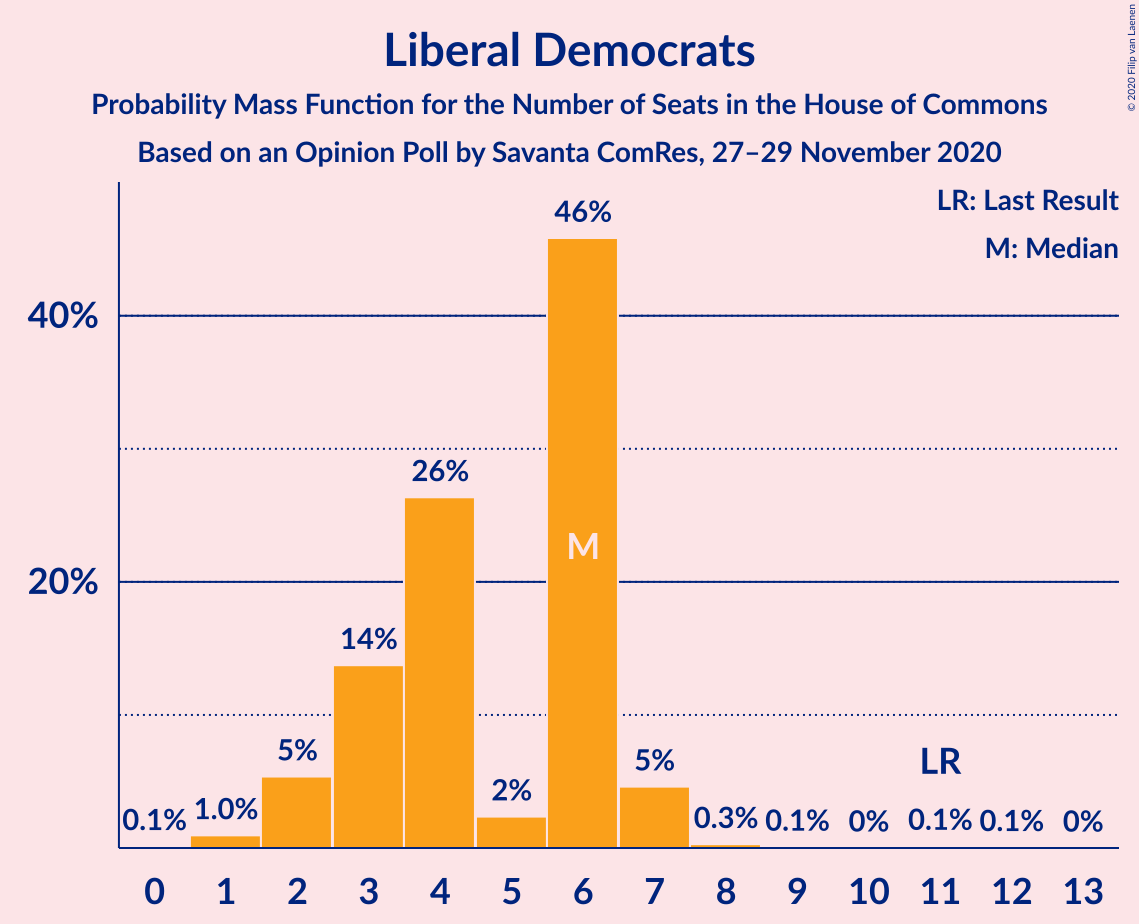 Liberal Democrats
Probability Mass Function for the Number of Seats in the House of Commons
Based on an Opinion Poll by Savanta ComRes, 27–29 November 2020
© 2020 Filip van Laenen
LR: Last Result
M: Median
46%
40%
26%
M
20%
14%
5%
5%
LR
2%
0.1% 1.0% 0.3% 0.1% 0% 0.1% 0.1% 0%
0 1 2 3 4 5 6 7 8 9 10 11 12 13